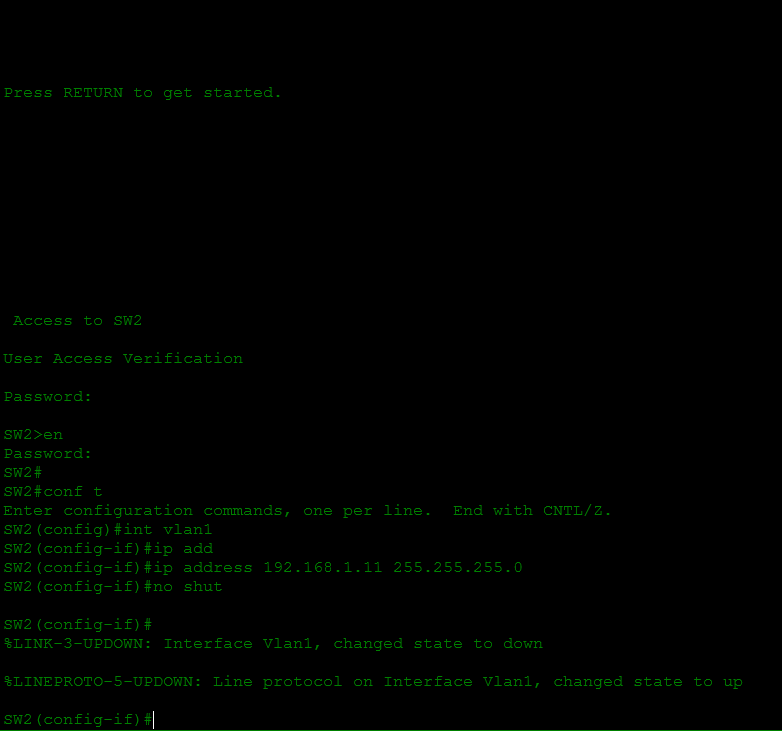 Press RETURN to get started.
Access to SW2
User Access Verification
Password:
SW2>en
Password:
SW2#
SW2#conf t
Enter configuration commands, one per line.  End with CNTL/Z.
SW2(config)#int vlan1
SW2(config-if)#ip add
SW2(config-if)#ip address 192.168.1.11 255.255.255.0
SW2(config-if)#no shut
SW2(config-if)#
%LINK-3-UPDOWN: Interface Vlan1, changed state to down
%LINEPROTO-5-UPDOWN: Line protocol on Interface Vlan1, changed state to up
SW2(config-if)#